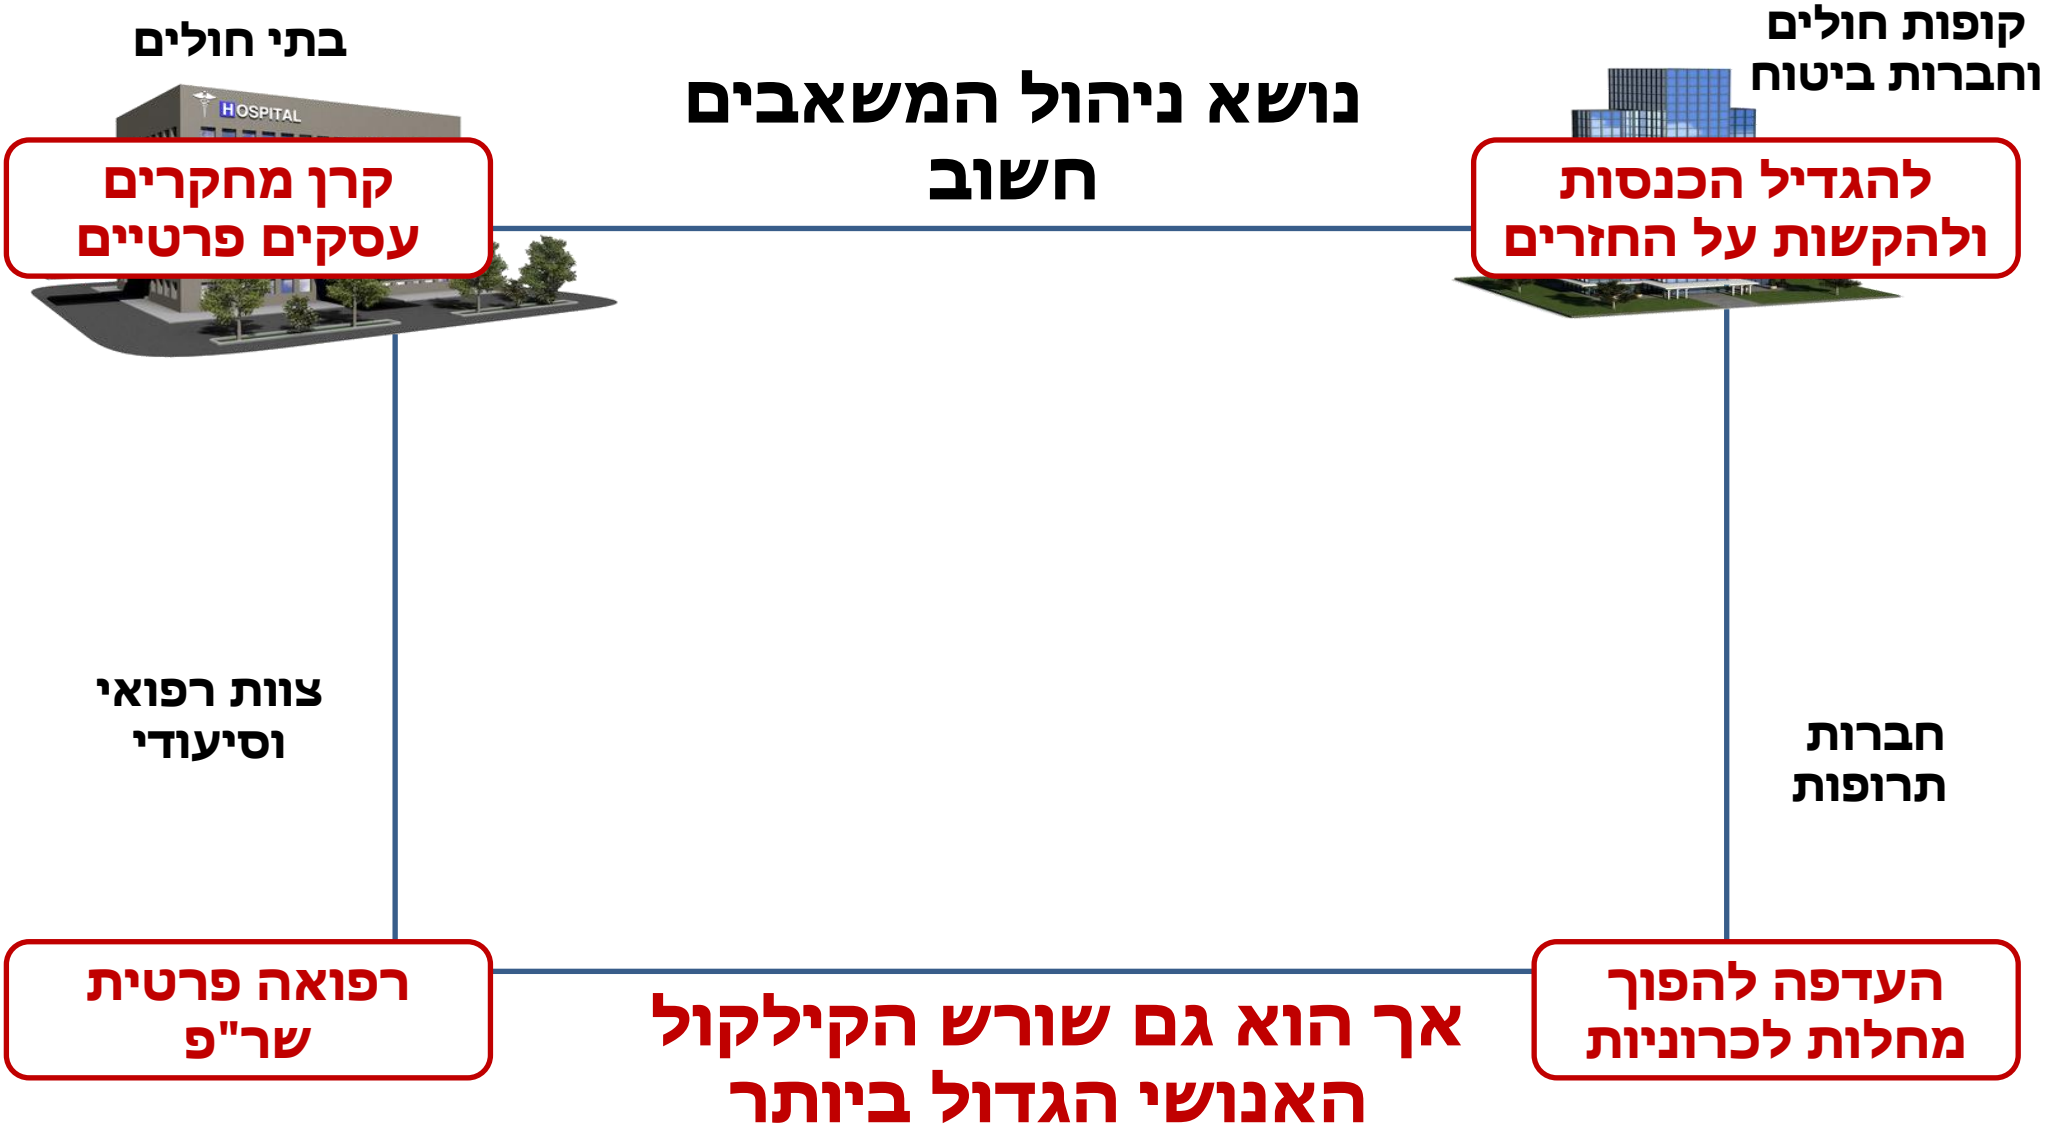 קופות חולים
וחברות ביטוח
בתי חולים
נושא ניהול המשאבים
חשוב
HOSPITAL
להגדיל הכנסות
ולהקשות על החזרים
קרן מחקרים
עסקים פרטיים
צוות רפואי
וסיעודי
חברות
תרופות
העדפה להפוך
מחלות לכרוניות
רפואה פרטית
שר"פ
אך הוא גם שורש הקילקול
האנושי הגדול ביותר